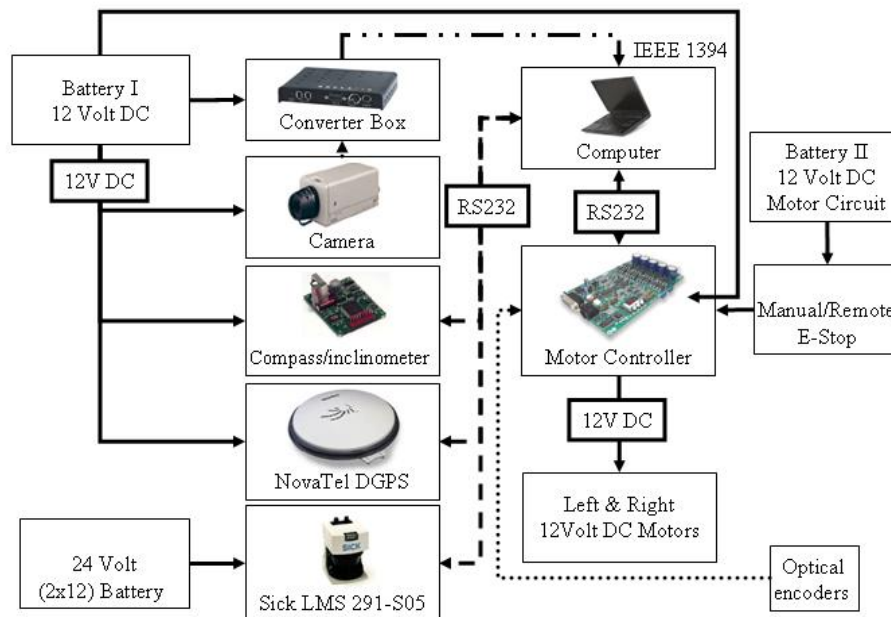 IEEE 1394
Battery I
12 Volt DC
Converter Box
Computer
Battery II
12 Volt DC
Motor Circuit
12V DC
RS232
RS232
Camera
Manual/Remote
E-Stop
Compass/inclinometer
Motor Controller
12V DC
NovaTel DGPS
Left & Right
12Volt DC Motors
24 Volt
(2x12) Battery
SICK
Sick LMS 291-S05
Optical
encoders